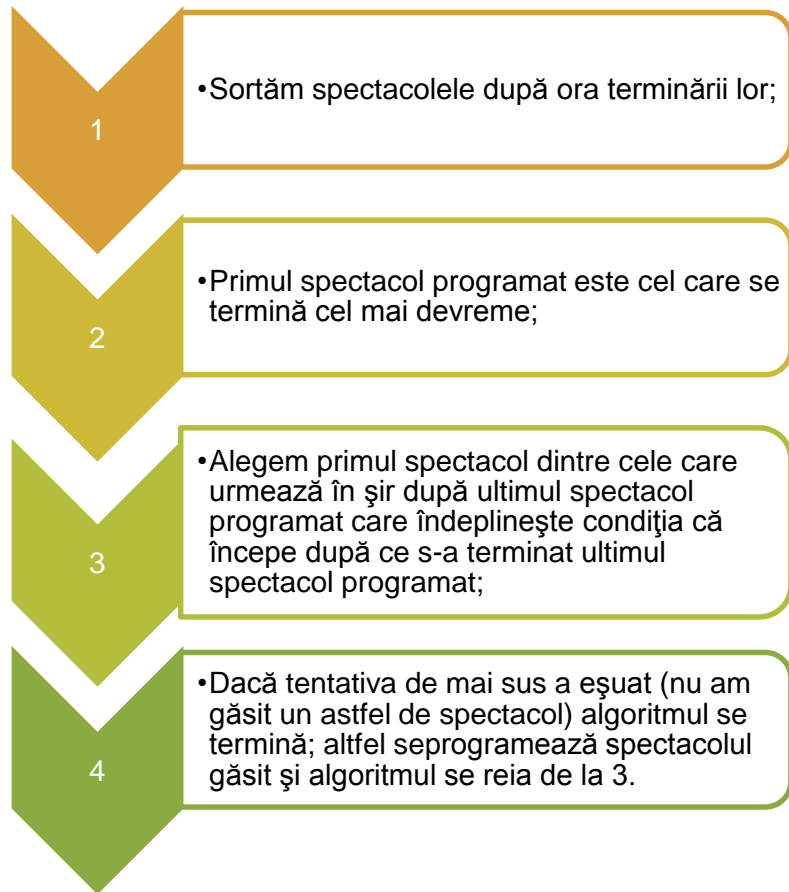 1
•Sortăm spectacolele după ora terminării lor;
2
•Primul spectacol programat este cel care se
termină cel mai devreme;
3
•Alegem primul spectacol dintre cele care
urmează în şir după ultimul spectacol
programat care îndeplineşte condiţia că
începe după ce s-a terminat ultimul
spectacol programat;
4
•Dacă tentativa de mai sus a eşuat (nu am
găsit un astfel de spectacol) algoritmul se
termină; altfel seprogramează spectacolul
găsit şi algoritmul se reia de la 3.